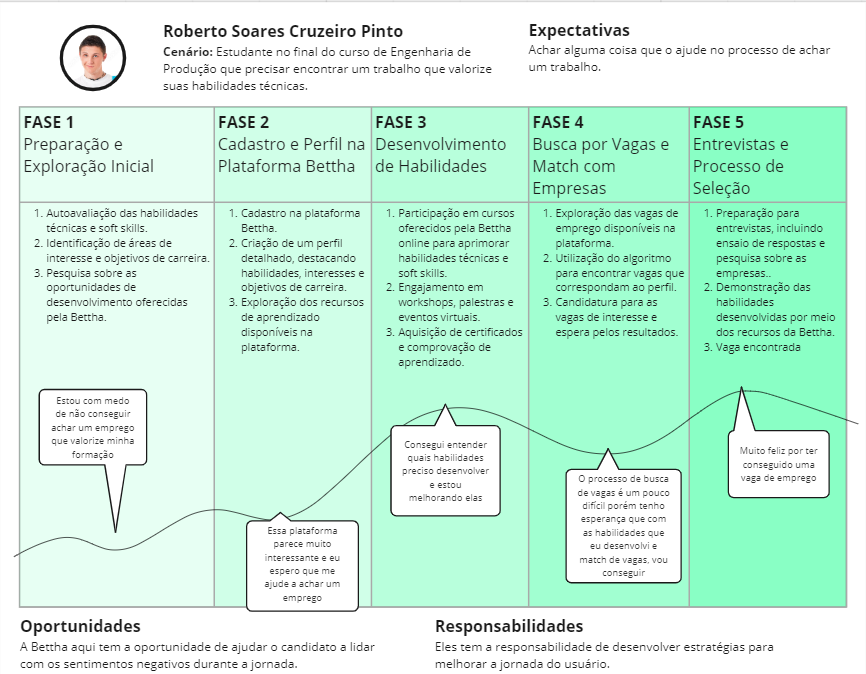 Roberto Soares Cruzeiro Pinto
Cenário: Estudante no final do curso de Engenharia de
Produção que precisar encontrar um trabalho que valorize
suas habilidades técnicas.
Expectativas
Achar alguma coisa que o ajude no processo de achar
um trabalho.
FASE 1
Preparação e
Exploração Inicial
FASE 2
Cadastro e Perfil na
Plataforma Bettha
FASE 3
Desenvolvimento
de Habilidades
FASE 4
Busca por Vagas e
Match com
Empresas
FASE 5
Entrevistas e
Processo de
Seleção
1. Autoavaliação das habilidades
técnicas e soft skills.
2. Identificação de áreas de
interesse e objetivos de carreira.
3. Pesquisa sobre as
oportunidades de
desenvolvimento oferecidas
pela Bettha.
1. Cadastro na plataforma
Bettha.
2. Criação de um perfil
detalhado, destacando
habilidades, interesses e
objetivos de carreira.
3. Exploração dos recursos
de aprendizado
disponíveis na
plataforma.
1. Participação em cursos
oferecidos pela Bettha
online para aprimorar
habilidades técnicas e
soft skills.
2. Engajamento em
workshops, palestras e
eventos virtuais.
3. Aquisição de certificados
e comprovação de
aprendizado.
1. Exploração das vagas de
emprego disponíveis na
plataforma.
2. Utilização do algoritmo
para encontrar vagas que
correspondam ao perfil.
3. Candidatura para as
vagas de interesse e
espera pelos resultados.
1. Preparação para
entrevistas, incluindo
ensaio de respostas e
pesquisa sobre as
empresas..
2. Demonstração das
habilidades
desenvolvidas por meio
dos recursos da Bettha.
3. Vaga encontrada
Estou com medo
de não conseguir
achar um emprego
que valorize minha
formação
Essa plataforma
parece muito
interessante e eu
espero que me
ajude a achar um
emprego
Consegui entender
quais habilidades
preciso desenvolver
e estou
melhorando elas
O processo de busca
de vagas é um pouco
difícil porém tenho
esperança que com
as habilidades que
eu desenvolvi e
match de vagas, vou
conseguir
Muito feliz por ter
conseguido uma
vaga de emprego
Oportunidades
A Bettha aqui tem a oportunidade de ajudar o candidato a lidar
com os sentimentos negativos durante a jornada.
Responsabilidades
Eles tem a responsabilidade de desenvolver estratégias para
melhorar a jornada do usuário.